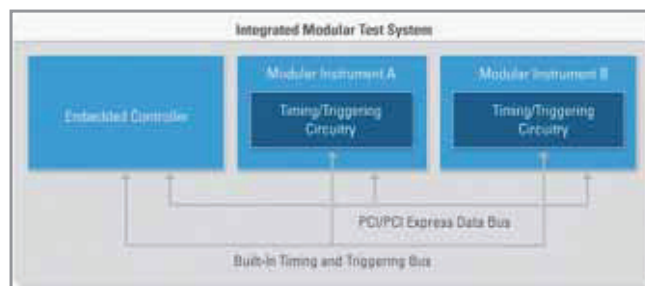 Integrated Modular Test System
Embedded Controller
Modular Instrument A
Timing/Triggering
Circuitry
Modular Instrument B
Timing/Triggering
Circuitry
PCI/PCI Express Data Bus
Built-In Timing and Triggering Bus